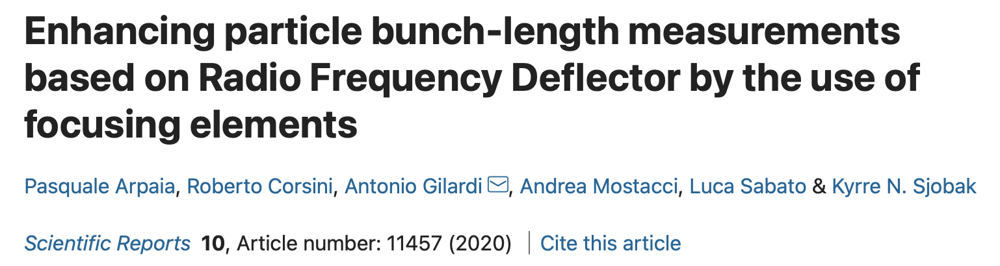 Enhancing particle bunch-length measurements
based on Radio Frequency Deflector by the use of
focusing elements
Pasquale Arpaia, Roberto Corsini, Antonio Gilardi, Andrea Mostacci, Luca Sabato & Kyrre N. Sjobak
Scientific Reports 10, Article number: 11457 (2020) Cite this article